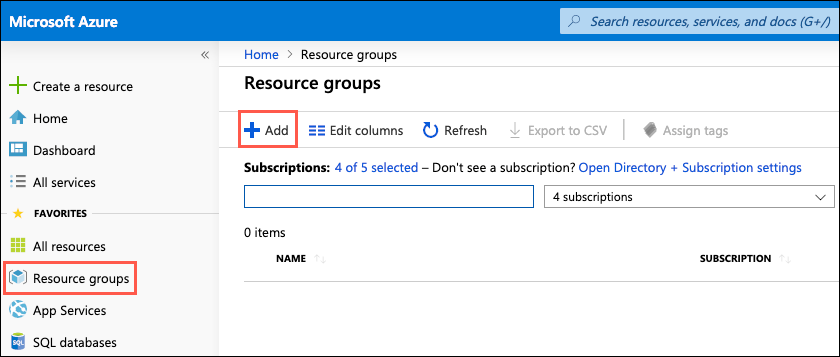 Microsoft Azure
Search resources, services, and docs (G+/)
«
Create a resource
Home
Dashboard
All services
FAVORITES
All resources
Resource groups
App Services
SQL databases
Home > Resource groups
Resource groups
Add Edit columns Refresh Export to CSV Assign tags
Subscriptions: 4 of 5 selected – Don't see a subscription? Open Directory + Subscription settings
4 subscriptions
0 items
NAME SUBSCRIPTION